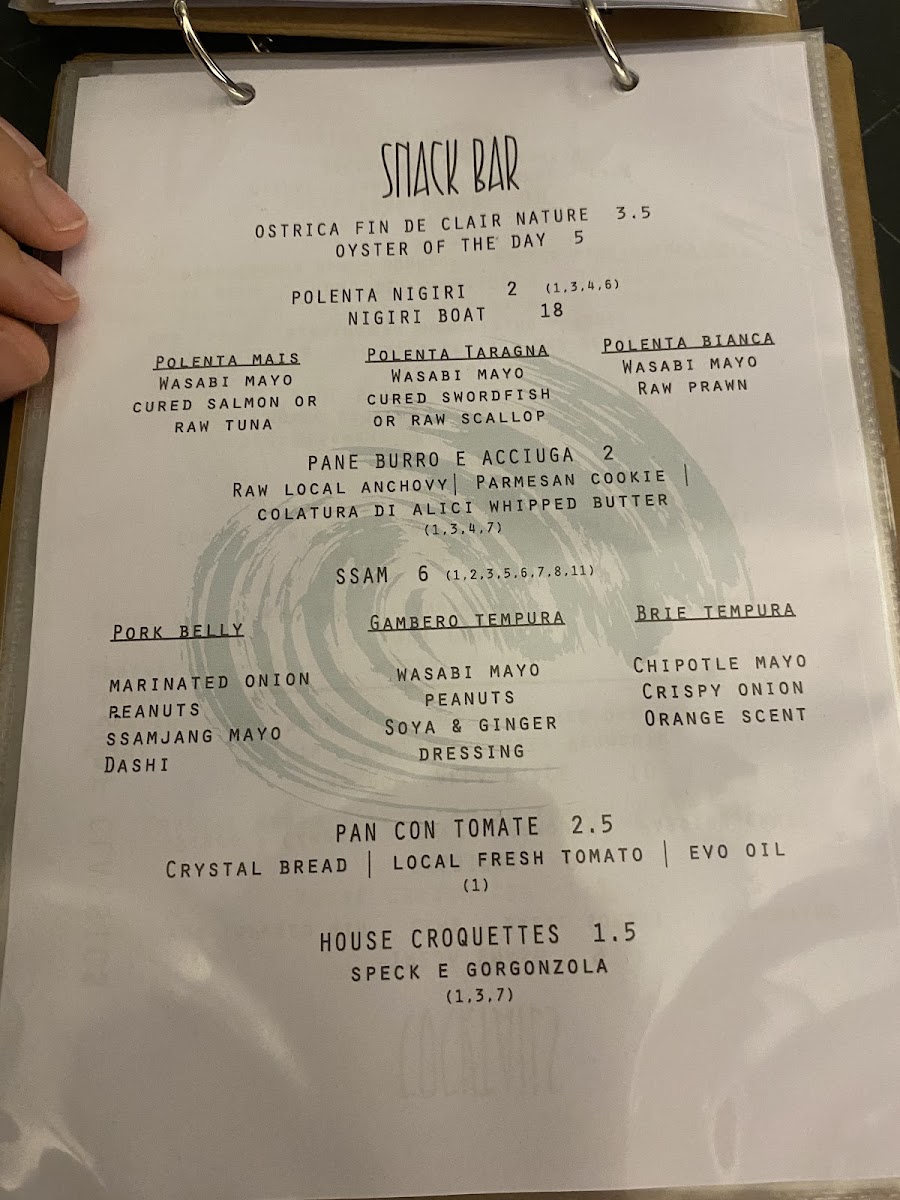 SNACK BAR
OSTRICA FIN DE CLAIR NATURE 3.5
OYSTER OF THE DAY 5
POLENTA NIGIRI 2 (1,3,4,6)
NIGIRI BOAT 18
POLENTA MAIS
WASABI MAYO
CURED SALMON OR
RAW TUNA
POLENTA TARAGNA
WASABI MAYO
CURED SWORDFISH
OR RAW SCALLOP
POLENTA BIANCA
WASABI MAYO
RAW PRAWN
PANE BURRO E ACCIUGA 2
RAW LOCAL ANCHOVY| PARMESAN COOKIE |
COLATURA DI ALICI WHIPPED BUTTER
(1,3,4,7)
SSAM 6 (1,2,3,5,6,7,8,11)
PORK BELLY
MARINATED ONION
PEANUTS
SSAMJANG MAYO
DASHI
GAMBERO TEMPURA
WASABI MAYO
PEANUTS
SOYA & GINGER
DRESSING
BRIE TEMPURA
CHIPOTLE MAYO
CRISPY ONION
ORANGE SCENT
PAN CON TOMATE 2.5
CRYSTAL BREAD | LOCAL FRESH TOMATO | EVO OIL
(1)
HOUSE CROQUETTES 1.5
SPECK E GORGONZOLA
(1,3,7)